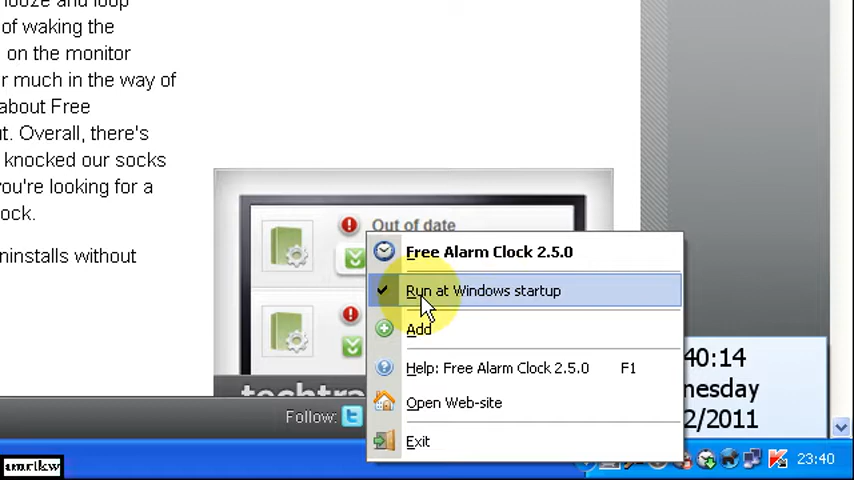 of waking the
on the monitor
r much in the way of
about Free
t. Overall, there's
knocked our socks
you're looking for a
ock.
ninstalls without
Out of date
Free Alarm Clock 2.5.0
Run at Windows startup
Add
Help: Free Alarm Clock 2.5.0 F1
Open Web-site
Exit
techtra
Follow:
40:14
nesday
2/2011
23:40
amrikw